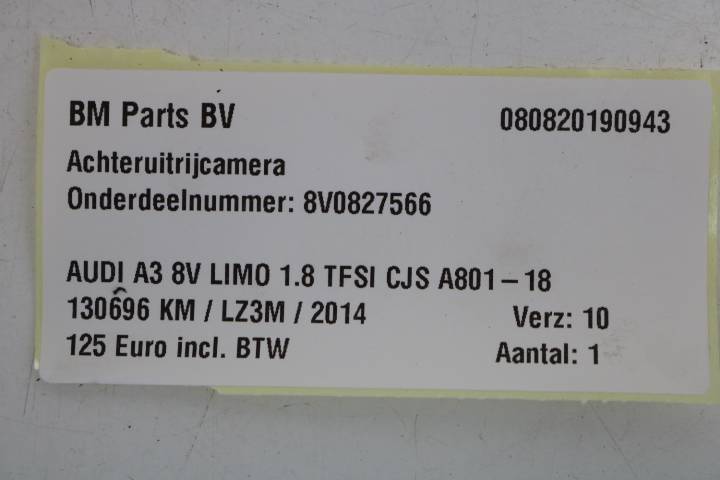 BM Parts BV 080820190943
Achteruitrijcamera
Onderdeelnummer: 8V0827566
AUDI A3 8V LIMO 1.8 TFSI CJS A801 – 18
130696 KM / LZ3M / 2014 Verz: 10
125 Euro incl. BTW Aantal: 1